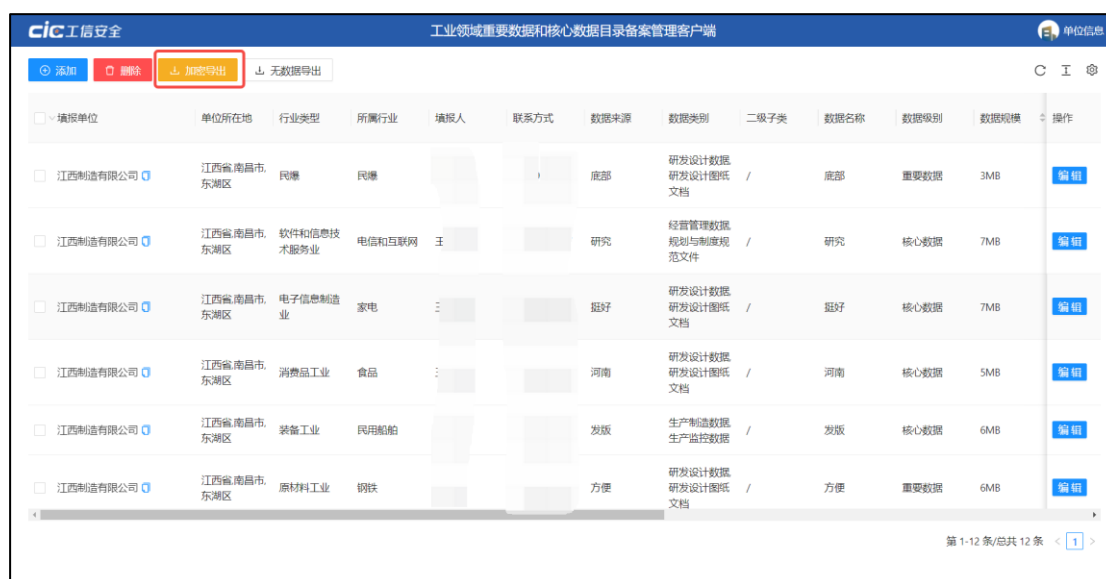 CIC工信安全 工业领域重要数据和核心数据目录备案管理客户端 单位信息
添加 删除 加密导出 无数据导出
填报单位 单位所在地 行业类型 所属行业 填报人 联系方式 数据来源 数据类别 二级子类 数据名称 数据级别 数据规模 操作
江西制造有限公司 江西省,南昌市,东湖区 民爆 民爆 底部 研发设计数据,研发设计图纸文档 / 底部 重要数据 3MB 编辑
江西制造有限公司 江西省,南昌市,东湖区 软件和信息技术服务业 电信和互联网 王 研究 经营管理数据,规划与制度规范文件 / 研究 核心数据 7MB 编辑
江西制造有限公司 江西省,南昌市,东湖区 电子信息制造业 家电 挺好 研发设计数据,研发设计图纸文档 / 挺好 核心数据 7MB 编辑
江西制造有限公司 江西省,南昌市,东湖区 消费品工业 食品 河南 研发设计数据,研发设计图纸文档 / 河南 核心数据 5MB 编辑
江西制造有限公司 江西省,南昌市,东湖区 装备工业 民用船舶 发版 生产制造数据,生产监控数据 / 发版 核心数据 6MB 编辑
江西制造有限公司 江西省,南昌市,东湖区 原材料工业 钢铁 方便 研发设计数据,研发设计图纸文档 / 方便 重要数据 6MB 编辑
第 1-12 条/总共 12 条 < 1 >